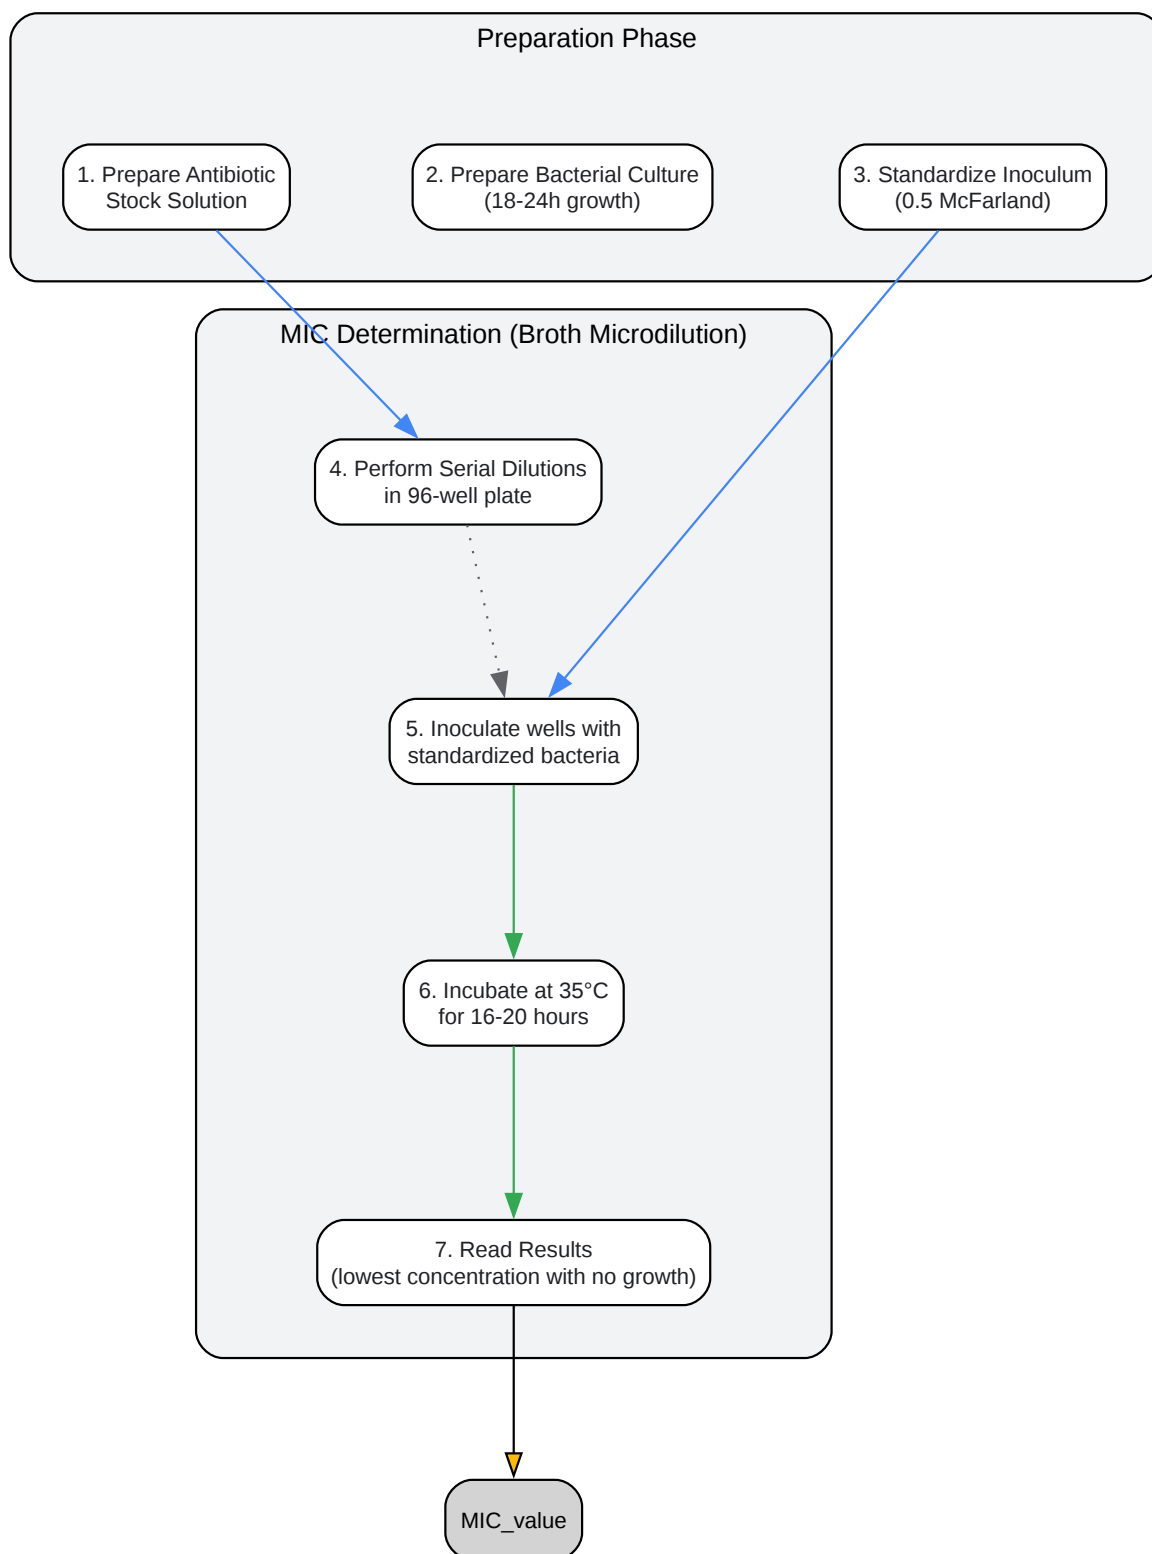 Preparation Phase
1. Prepare Antibiotic
Stock Solution
2. Prepare Bacterial Culture
(18-24h growth)
3. Standardize Inoculum
(0.5 McFarland)
MIC Determination (Broth Microdilution)
4. Perform Serial Dilutions
in 96-well plate
5. Inoculate wells with
standardized bacteria
6. Incubate at 35°C
for 16-20 hours
7. Read Results
(lowest concentration with no growth)
MIC_value